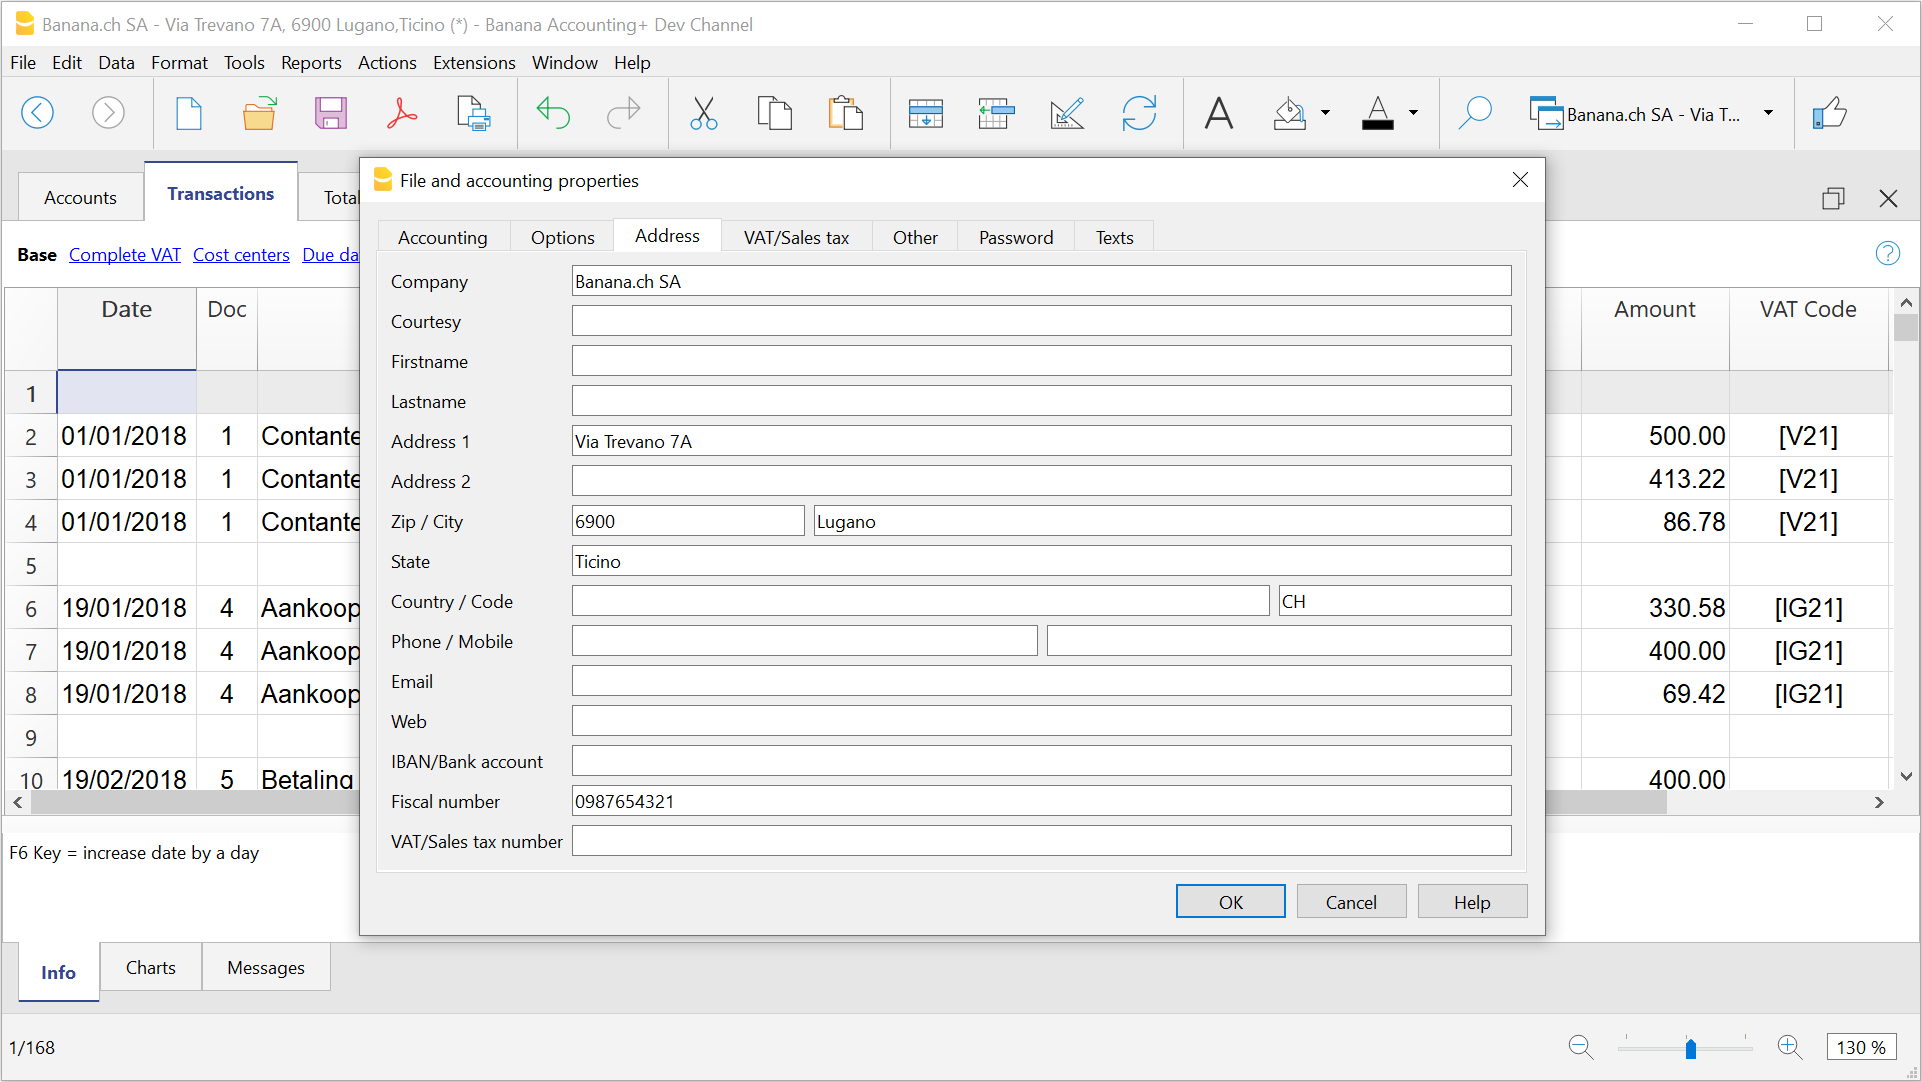 Banana.ch SA - Via Trevano 7A, 6900 Lugano,Ticino (*) - Banana Accounting+ Dev Channel
File Edit Data Format Tools Reports Actions Extensions Window Help
Banana.ch SA - Via T...
Accounts Transactions Total
Base Complete VAT Cost centers Due da
Date Doc Amount VAT Code
1
2 01/01/2018 1 Contante 500.00 [V21]
3 01/01/2018 1 Contante 413.22 [V21]
4 01/01/2018 1 Contante 86.78 [V21]
5
6 19/01/2018 4 Aankoop 330.58 [IG21]
7 19/01/2018 4 Aankoop 400.00 [IG21]
8 19/01/2018 4 Aankoop 69.42 [IG21]
9
10 19/02/2018 5 Betaling 400.00
File and accounting properties
Accounting Options Address VAT/Sales tax Other Password Texts
Company Banana.ch SA
Courtesy
Firstname
Lastname
Address 1 Via Trevano 7A
Address 2
Zip / City 6900 Lugano
State Ticino
Country / Code CH
Phone / Mobile
Email
Web
IBAN/Bank account
Fiscal number 0987654321
VAT/Sales tax number
OK Cancel Help
F6 Key = increase date by a day
Info Charts Messages
1/168
130 %